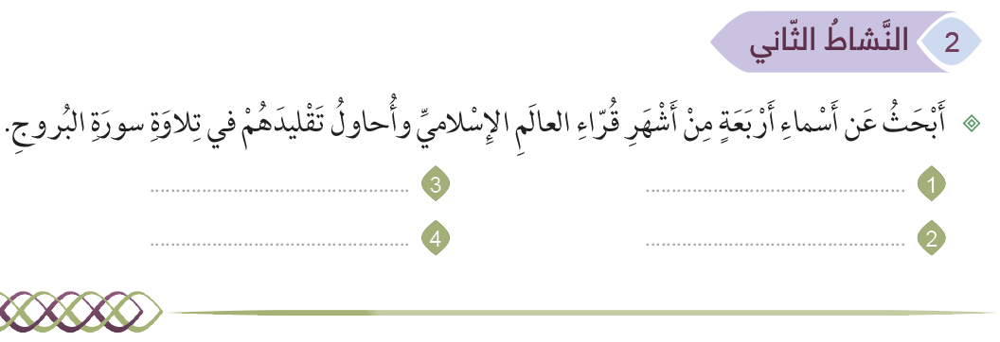 2 النَّشاطُ الثّاني
أَبْحَثُ عَن أَسْماءِ أَرْبَعَةٍ مِنْ أَشْهَرِ قُرّاءِ العالَمِ الإِسْلاميِّ وأُحاولُ تَقْليدَهُمْ في تِلاوَةِ سورَةِ البُروجِ.
1 ................................................ 3 ................................................
2 ................................................ 4 ................................................